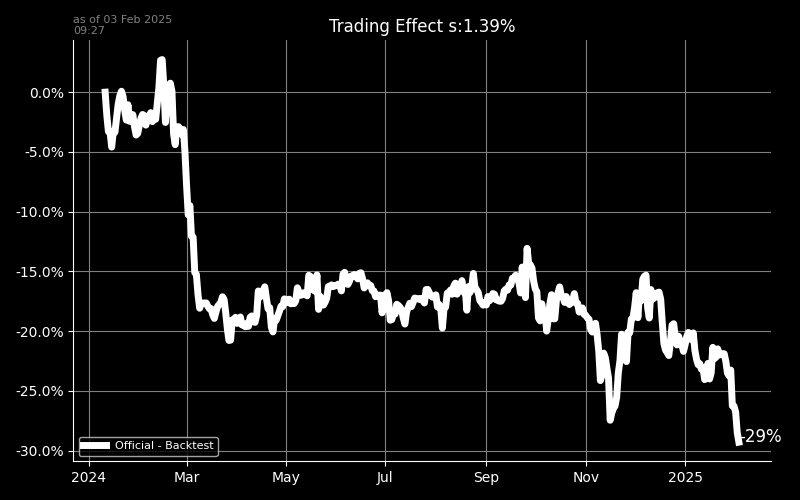 as of 03 Feb 2025
09:27
Trading Effect s:1.39%
0.0%
-5.0%
-10.0%
-15.0%
-20.0%
-25.0%
-30.0%
-29%
Official - Backtest
2024 Mar May Jul Sep Nov 2025